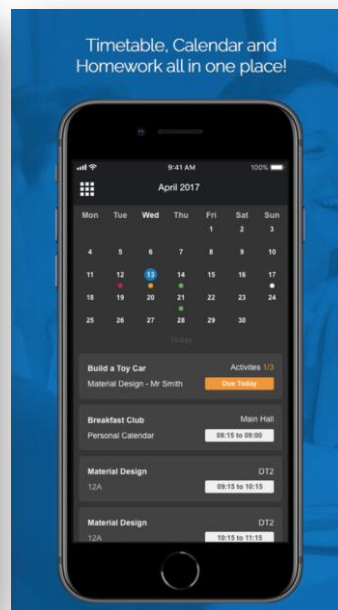 Timetable, Calendar and
Homework all in one place!
9:41 AM 100%
April 2017
Mon Tue Wed Thu Fri Sat Sun
1 2 3
4 5 6 7 8 9 10
11 12 13 14 15 16 17
18 19 20 21 22 23 24
25 26 27 28 29 30
Today
Build a Toy Car Activites 1/3
Material Design - Mr Smith Due Today
Breakfast Club Main Hall
Personal Calendar 08:15 to 09:00
Material Design DT2
12A 09:15 to 10:15
Material Design DT2
12A 10:15 to 11:15